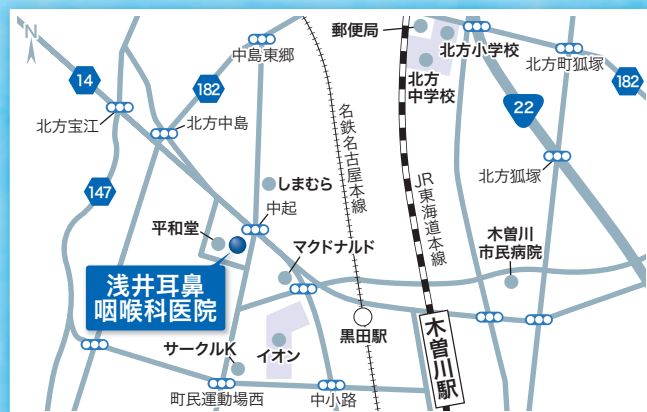 郵便局
北方小学校
中島東郷
北方町狐塚
N
14
182
北方
中学校
182
22
北方宝江
北方中島
名鉄名古屋本線
JR東海道本線
北方狐塚
147
しまむら
中起
平和堂
マクドナルド
木曽川
市民病院
浅井耳鼻
咽喉科医院
黒田駅
木曽川駅
サークルK
イオン
町民運動場西
中小路